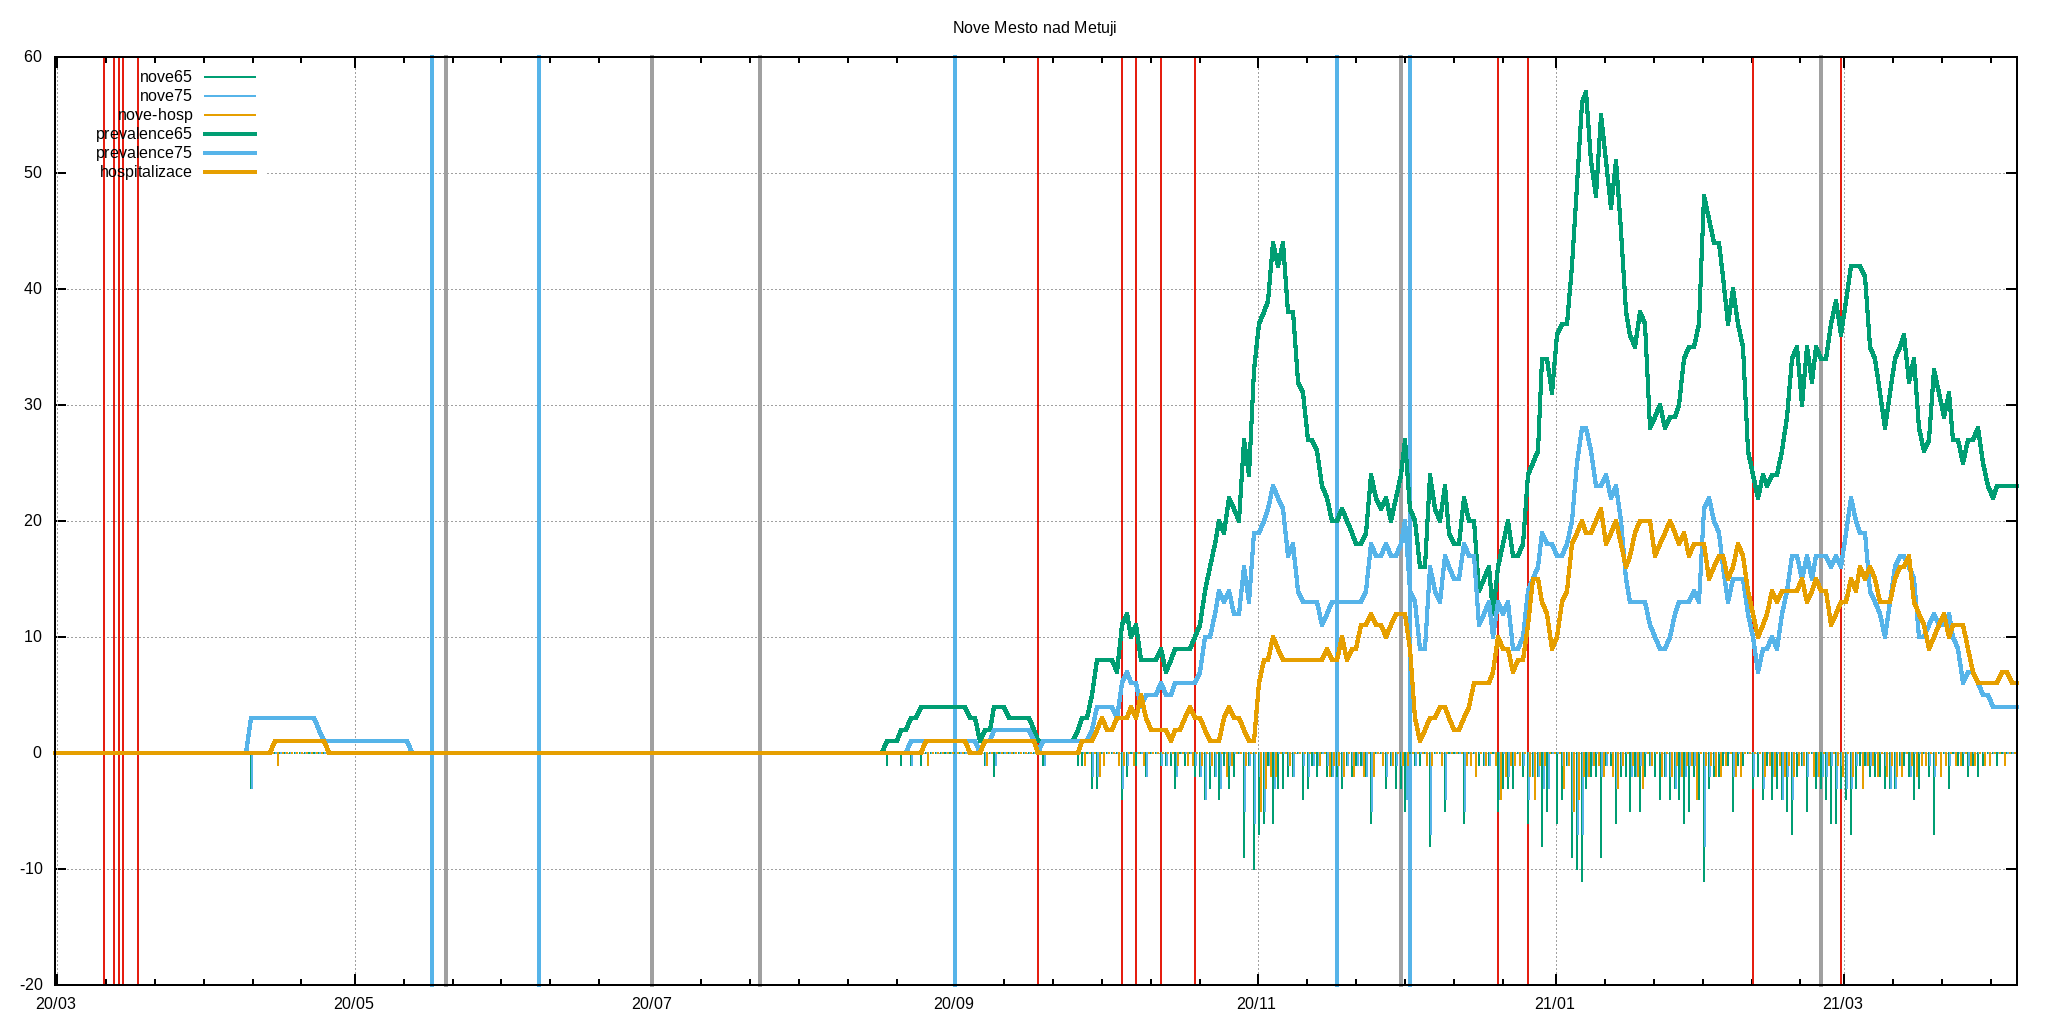 Nove Mesto nad Metuji
60
50
40
30
20
10
0
-10
-20
nove65
nove75
nove-hosp
prevalence65
prevalence75
hospitalizace
20/03 20/05 20/07 20/09 20/11 21/01 21/03